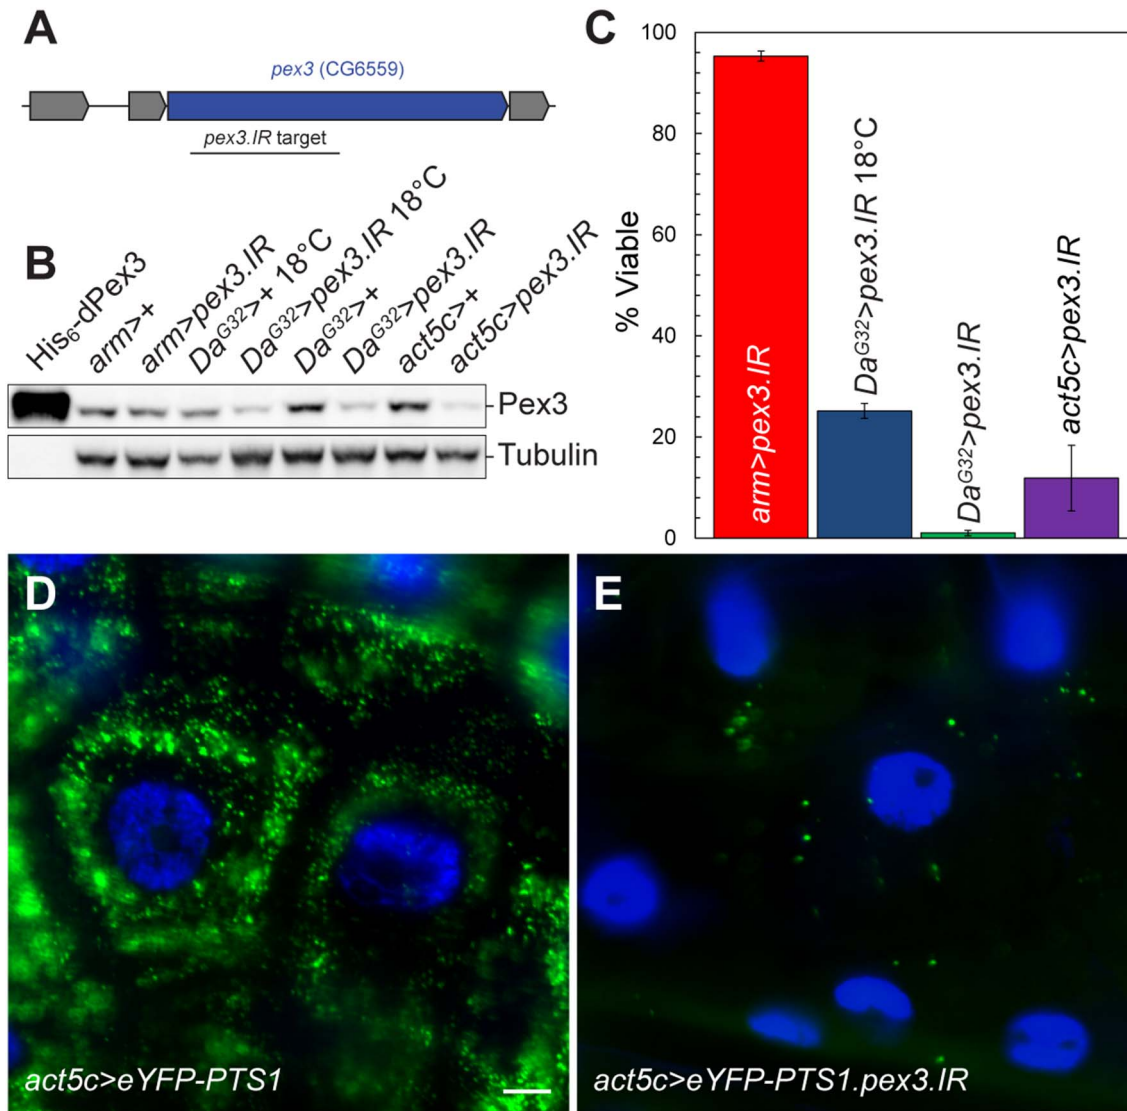 A
pex3 (CG6559)
pex3.IR target
B
His₆-dPex3
arm>+
arm>pex3.IR
Daᴳ³²>+ 18°C
Daᴳ³²>pex3.IR 18°C
Daᴳ³²>+
Daᴳ³²>pex3.IR
act5c>+
act5c>pex3.IR
Pex3
Tubulin
C
% Viable
100
80
60
40
20
0
arm>pex3.IR
Daᴳ³²>pex3.IR 18°C
Daᴳ³²>pex3.IR
act5c>pex3.IR
D
act5c>eYFP-PTS1
E
act5c>eYFP-PTS1.pex3.IR